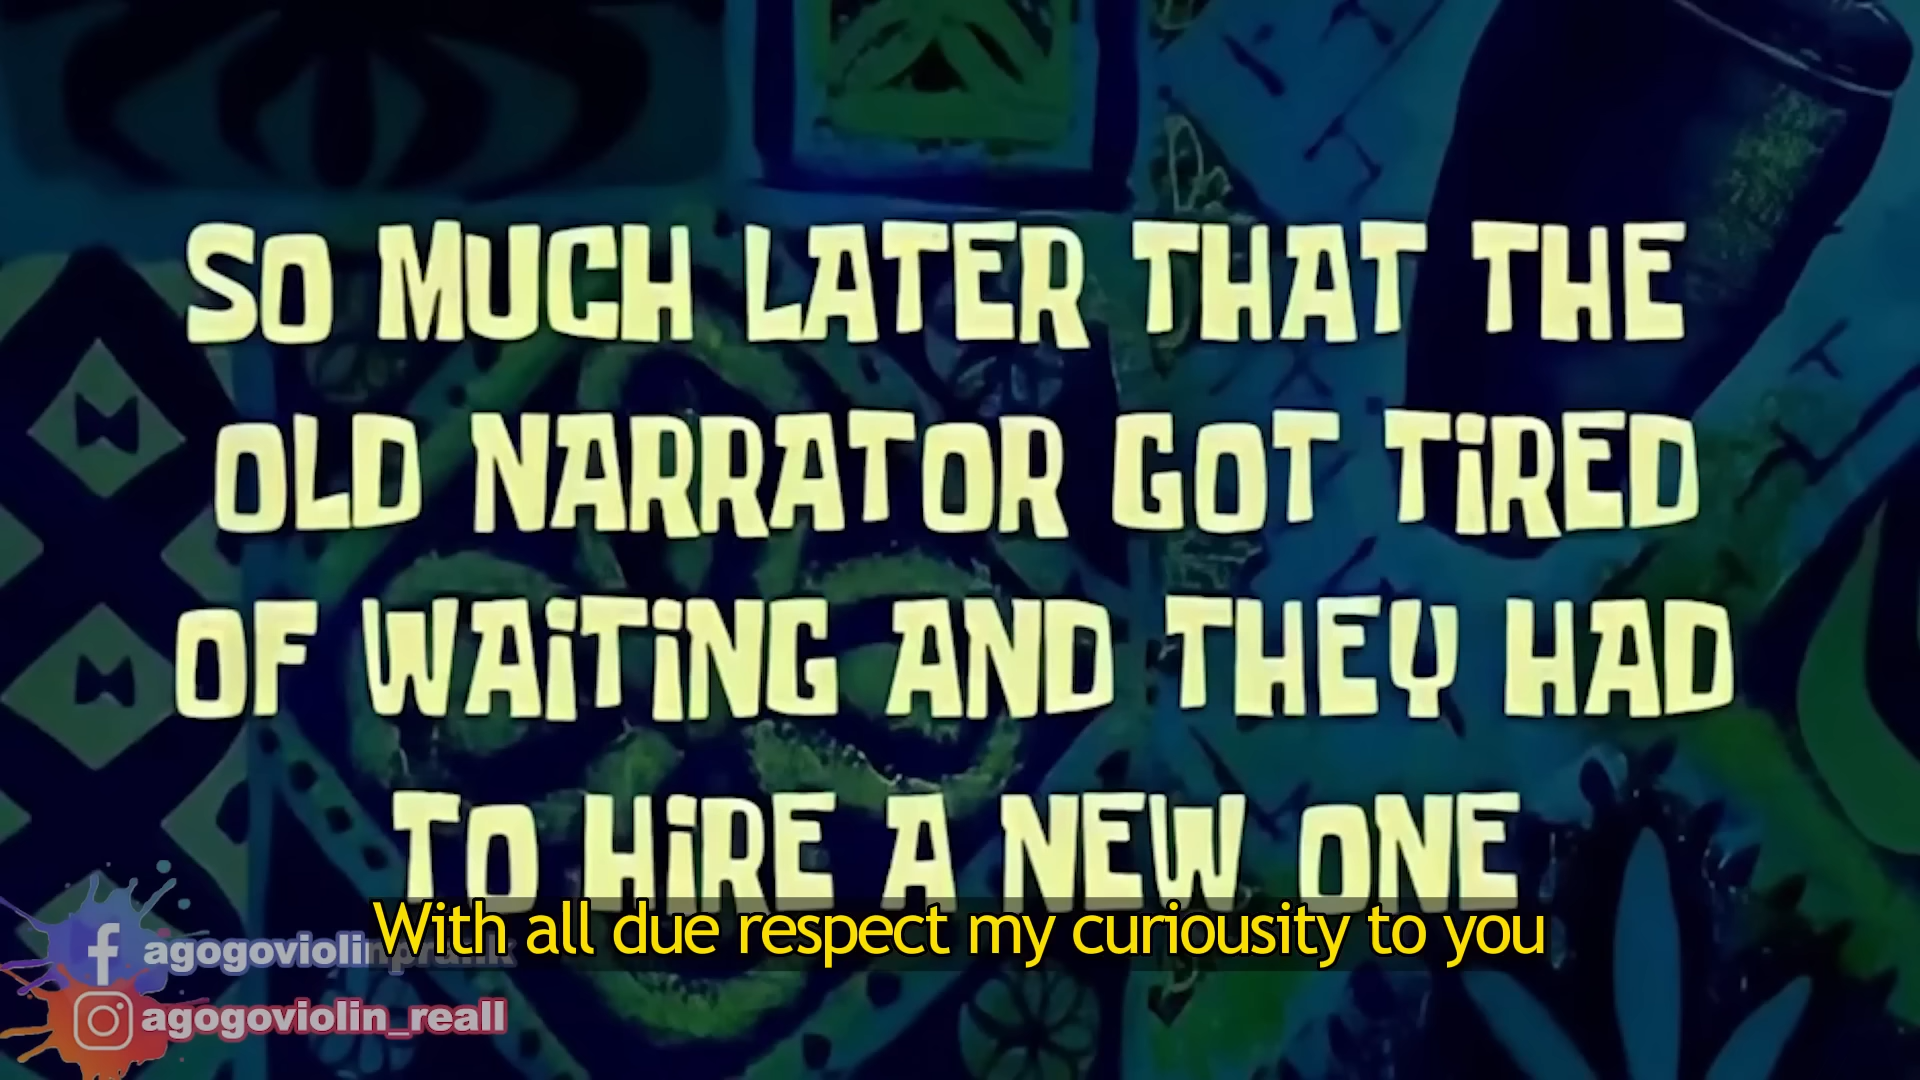 SO MUCH LATER THAT THE
OLD NARRATOR GOT TIRED
OF WAITING AND THEY HAD
TO HIRE A NEW ONE
With all due respect my curiousity to you
agogoviolinprank
agogoviolin_reall